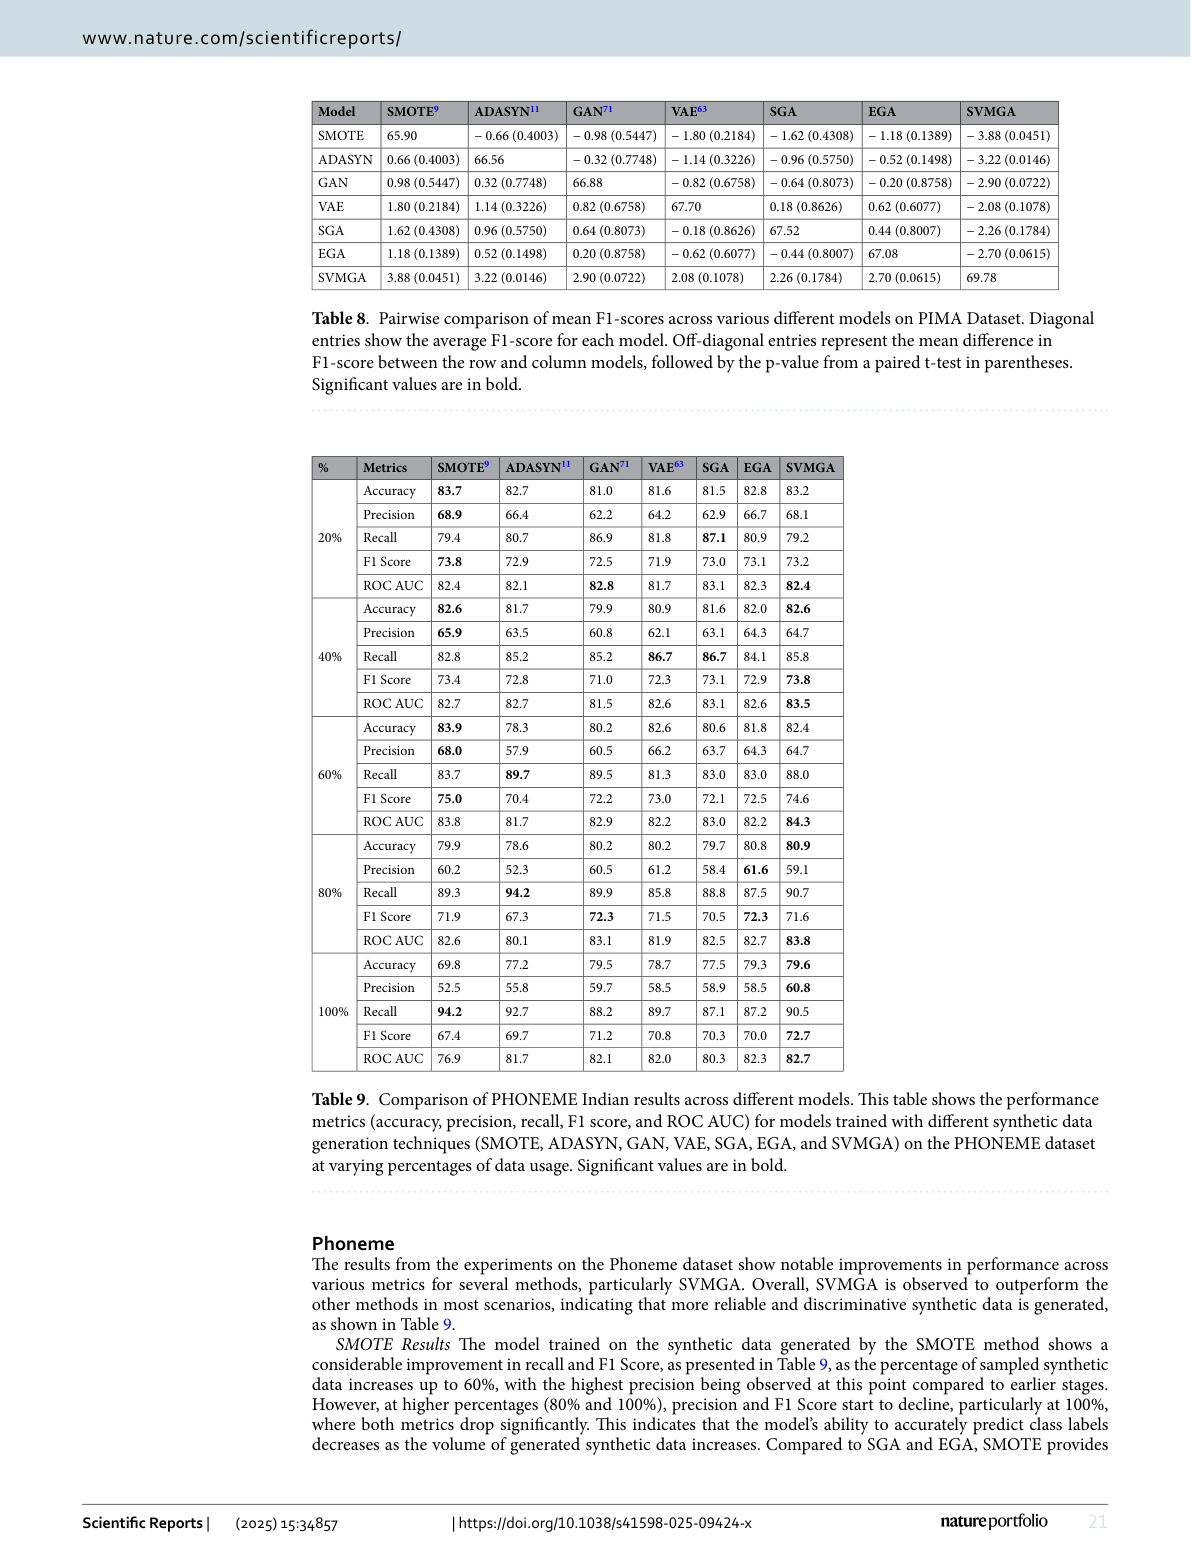 www.nature.com/scientificreports/
Model SMOTE9 ADASYN11 GAN71 VAE63 SGA EGA SVMGA
SMOTE 65.90 − 0.66 (0.4003) − 0.98 (0.5447) − 1.80 (0.2184) − 1.62 (0.4308) − 1.18 (0.1389) − 3.88 (0.0451)
ADASYN 0.66 (0.4003) 66.56 − 0.32 (0.7748) − 1.14 (0.3226) − 0.96 (0.5750) − 0.52 (0.1498) − 3.22 (0.0146)
GAN 0.98 (0.5447) 0.32 (0.7748) 66.88 − 0.82 (0.6758) − 0.64 (0.8073) − 0.20 (0.8758) − 2.90 (0.0722)
VAE 1.80 (0.2184) 1.14 (0.3226) 0.82 (0.6758) 67.70 0.18 (0.8626) 0.62 (0.6077) − 2.08 (0.1078)
SGA 1.62 (0.4308) 0.96 (0.5750) 0.64 (0.8073) − 0.18 (0.8626) 67.52 0.44 (0.8007) − 2.26 (0.1784)
EGA 1.18 (0.1389) 0.52 (0.1498) 0.20 (0.8758) − 0.62 (0.6077) − 0.44 (0.8007) 67.08 − 2.70 (0.0615)
SVMGA 3.88 (0.0451) 3.22 (0.0146) 2.90 (0.0722) 2.08 (0.1078) 2.26 (0.1784) 2.70 (0.0615) 69.78
Table 8. Pairwise comparison of mean F1-scores across various different models on PIMA Dataset. Diagonal
entries show the average F1-score for each model. Off-diagonal entries represent the mean difference in
F1-score between the row and column models, followed by the p-value from a paired t-test in parentheses.
Significant values are in bold.
% Metrics SMOTE9 ADASYN11 GAN71 VAE63 SGA EGA SVMGA
Accuracy 83.7 82.7 81.0 81.6 81.5 82.8 83.2
Precision 68.9 66.4 62.2 64.2 62.9 66.7 68.1
20% Recall 79.4 80.7 86.9 81.8 87.1 80.9 79.2
F1 Score 73.8 72.9 72.5 71.9 73.0 73.1 73.2
ROC AUC 82.4 82.1 82.8 81.7 83.1 82.3 82.4
Accuracy 82.6 81.7 79.9 80.9 81.6 82.0 82.6
Precision 65.9 63.5 60.8 62.1 63.1 64.3 64.7
40% Recall 82.8 85.2 85.2 86.7 86.7 84.1 85.8
F1 Score 73.4 72.8 71.0 72.3 73.1 72.9 73.8
ROC AUC 82.7 82.7 81.5 82.6 83.1 82.6 83.5
Accuracy 83.9 78.3 80.2 82.6 80.6 81.8 82.4
Precision 68.0 57.9 60.5 66.2 63.7 64.3 64.7
60% Recall 83.7 89.7 89.5 81.3 83.0 83.0 88.0
F1 Score 75.0 70.4 72.2 73.0 72.1 72.5 74.6
ROC AUC 83.8 81.7 82.9 82.2 83.0 82.2 84.3
Accuracy 79.9 78.6 80.2 80.2 79.7 80.8 80.9
Precision 60.2 52.3 60.5 61.2 58.4 61.6 59.1
80% Recall 89.3 94.2 89.9 85.8 88.8 87.5 90.7
F1 Score 71.9 67.3 72.3 71.5 70.5 72.3 71.6
ROC AUC 82.6 80.1 83.1 81.9 82.5 82.7 83.8
Accuracy 69.8 77.2 79.5 78.7 77.5 79.3 79.6
Precision 52.5 55.8 59.7 58.5 58.9 58.5 60.8
100% Recall 94.2 92.7 88.2 89.7 87.1 87.2 90.5
F1 Score 67.4 69.7 71.2 70.8 70.3 70.0 72.7
ROC AUC 76.9 81.7 82.1 82.0 80.3 82.3 82.7
Table 9. Comparison of PHONEME Indian results across different models. This table shows the performance
metrics (accuracy, precision, recall, F1 score, and ROC AUC) for models trained with different synthetic data
generation techniques (SMOTE, ADASYN, GAN, VAE, SGA, EGA, and SVMGA) on the PHONEME dataset
at varying percentages of data usage. Significant values are in bold.
Phoneme
The results from the experiments on the Phoneme dataset show notable improvements in performance across
various metrics for several methods, particularly SVMGA. Overall, SVMGA is observed to outperform the
other methods in most scenarios, indicating that more reliable and discriminative synthetic data is generated,
as shown in Table 9.
SMOTE Results The model trained on the synthetic data generated by the SMOTE method shows a
considerable improvement in recall and F1 Score, as presented in Table 9, as the percentage of sampled synthetic
data increases up to 60%, with the highest precision being observed at this point compared to earlier stages.
However, at higher percentages (80% and 100%), precision and F1 Score start to decline, particularly at 100%,
where both metrics drop significantly. This indicates that the model’s ability to accurately predict class labels
decreases as the volume of generated synthetic data increases. Compared to SGA and EGA, SMOTE provides
Scientific Reports | (2025) 15:34857 | https://doi.org/10.1038/s41598-025-09424-x nature portfolio 21